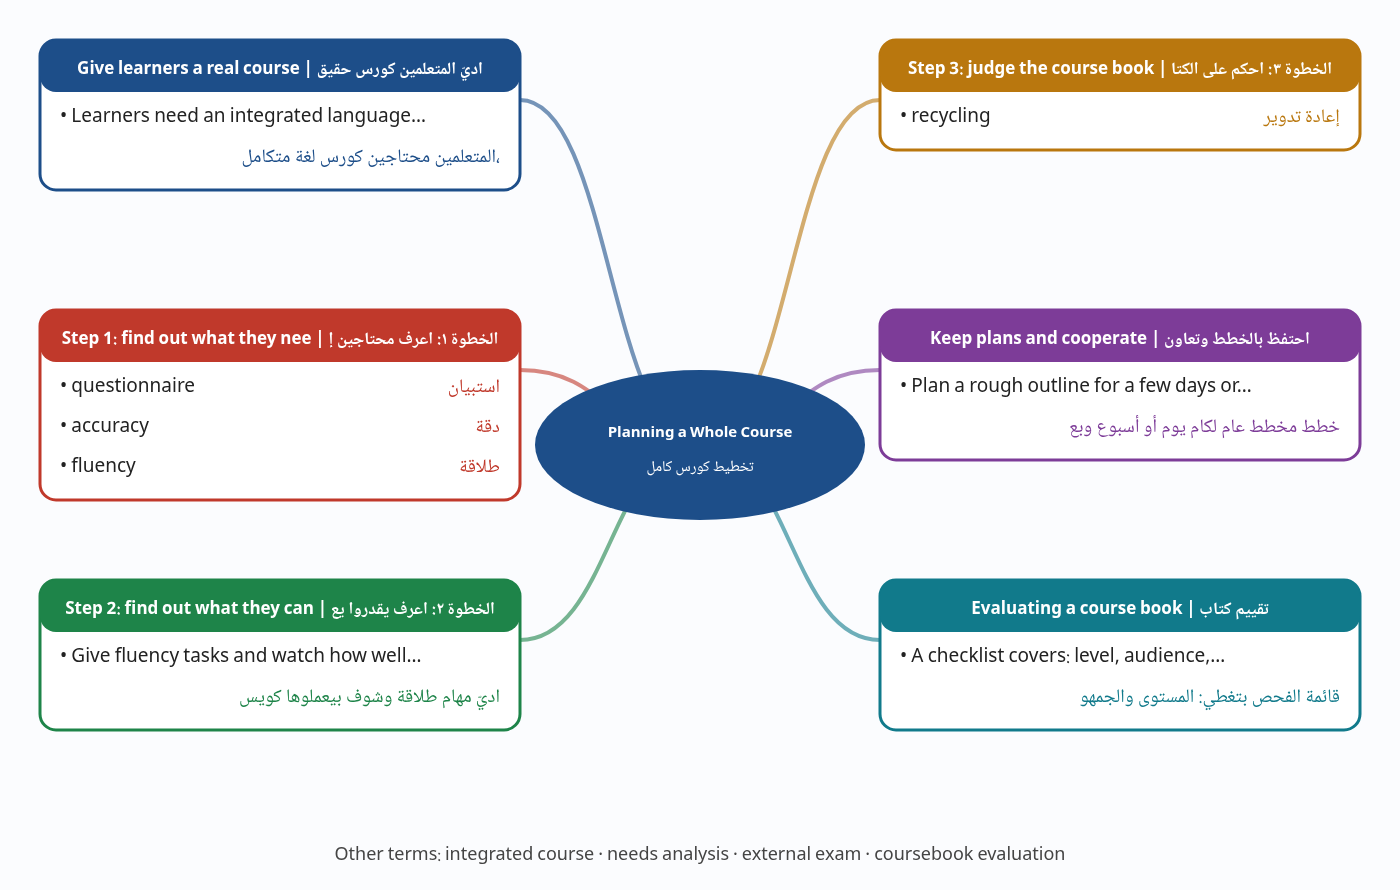 Give learners a real course | اديّ المتعلمين كورس حقيق
• Learners need an integrated language...
المتعلمين محتاجين كورس لغة متكامل،
Step 1: find out what they nee | الخطوة ١: اعرف محتاجين إ
• questionnaire استبيان
• accuracy دقة
• fluency طلاقة
Step 2: find out what they can | الخطوة ٢: اعرف يقدروا يع
• Give fluency tasks and watch how well...
اديّ مهام طلاقة وشوف بيعملوها كويس
Planning a Whole Course
تخطيط كورس كامل
Step 3: judge the course book | الخطوة ٣: احكم على الكتا
• recycling إعادة تدوير
Keep plans and cooperate | احتفظ بالخطط وتعاون
• Plan a rough outline for a few days or...
خطط مخطط عام لكام يوم أو أسبوع وبع
Evaluating a course book | تقييم كتاب
• A checklist covers: level, audience,...
قائمة الفحص بتغطي: المستوى والجمهو
Other terms: integrated course · needs analysis · external exam · coursebook evaluation